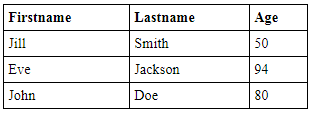 Firstname Lastname Age
Jill Smith 50
Eve Jackson 94
John Doe 80